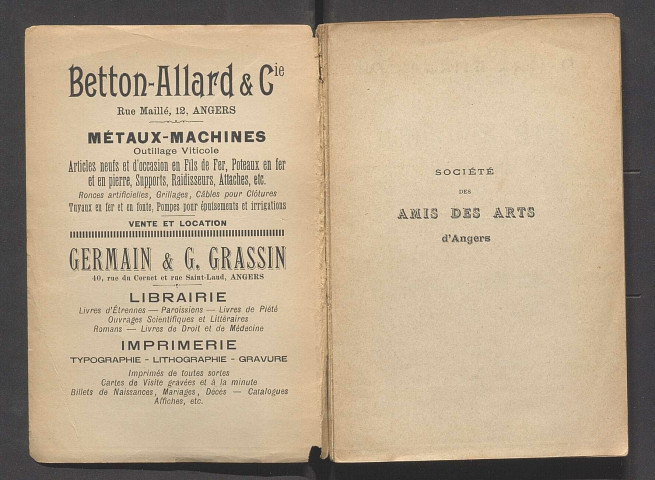 Betton-Allard & Cie
Rue Maillé, 12, ANGERS
MÉTAUX-MACHINES
Outillage Viticole
Articles neufs et d'occasion en Fils de Fer, Poteaux en fer
et en pierre, Supports, Raidisseurs, Attaches, etc.
Ronces artificielles, Grillages, Câbles pour Clôtures
Tuyaux en fer et en fonte, Pompes pour épuisements et irrigations
VENTE ET LOCATION
GERMAIN & G. GRASSIN
40, rue du Cornet et rue Saint-Laud, ANGERS
LIBRAIRIE
Livres d'Étrennes — Paroissiens — Livres de Piété
Ouvrages Scientifiques et Littéraires
Romans — Livres de Droit et de Médecine
IMPRIMERIE
TYPOGRAPHIE - LITHOGRAPHIE - GRAVURE
Imprimés de toutes sortes
Cartes de Visite gravées et à la minute
Billets de Naissances, Mariages, Décès — Catalogues
Affiches, etc.
SOCIÉTÉ
DES
AMIS DES ARTS
d'Angers